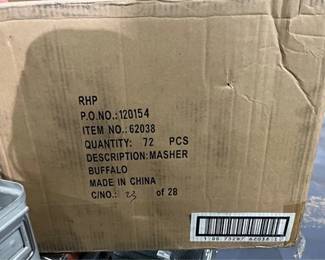 RHP
P.O.NO.:120154
ITEM NO.:62038
QUANTITY: 72 PCS
DESCRIPTION:MASHER
BUFFALO
MADE IN CHINA
C/NO.: 23 of 28